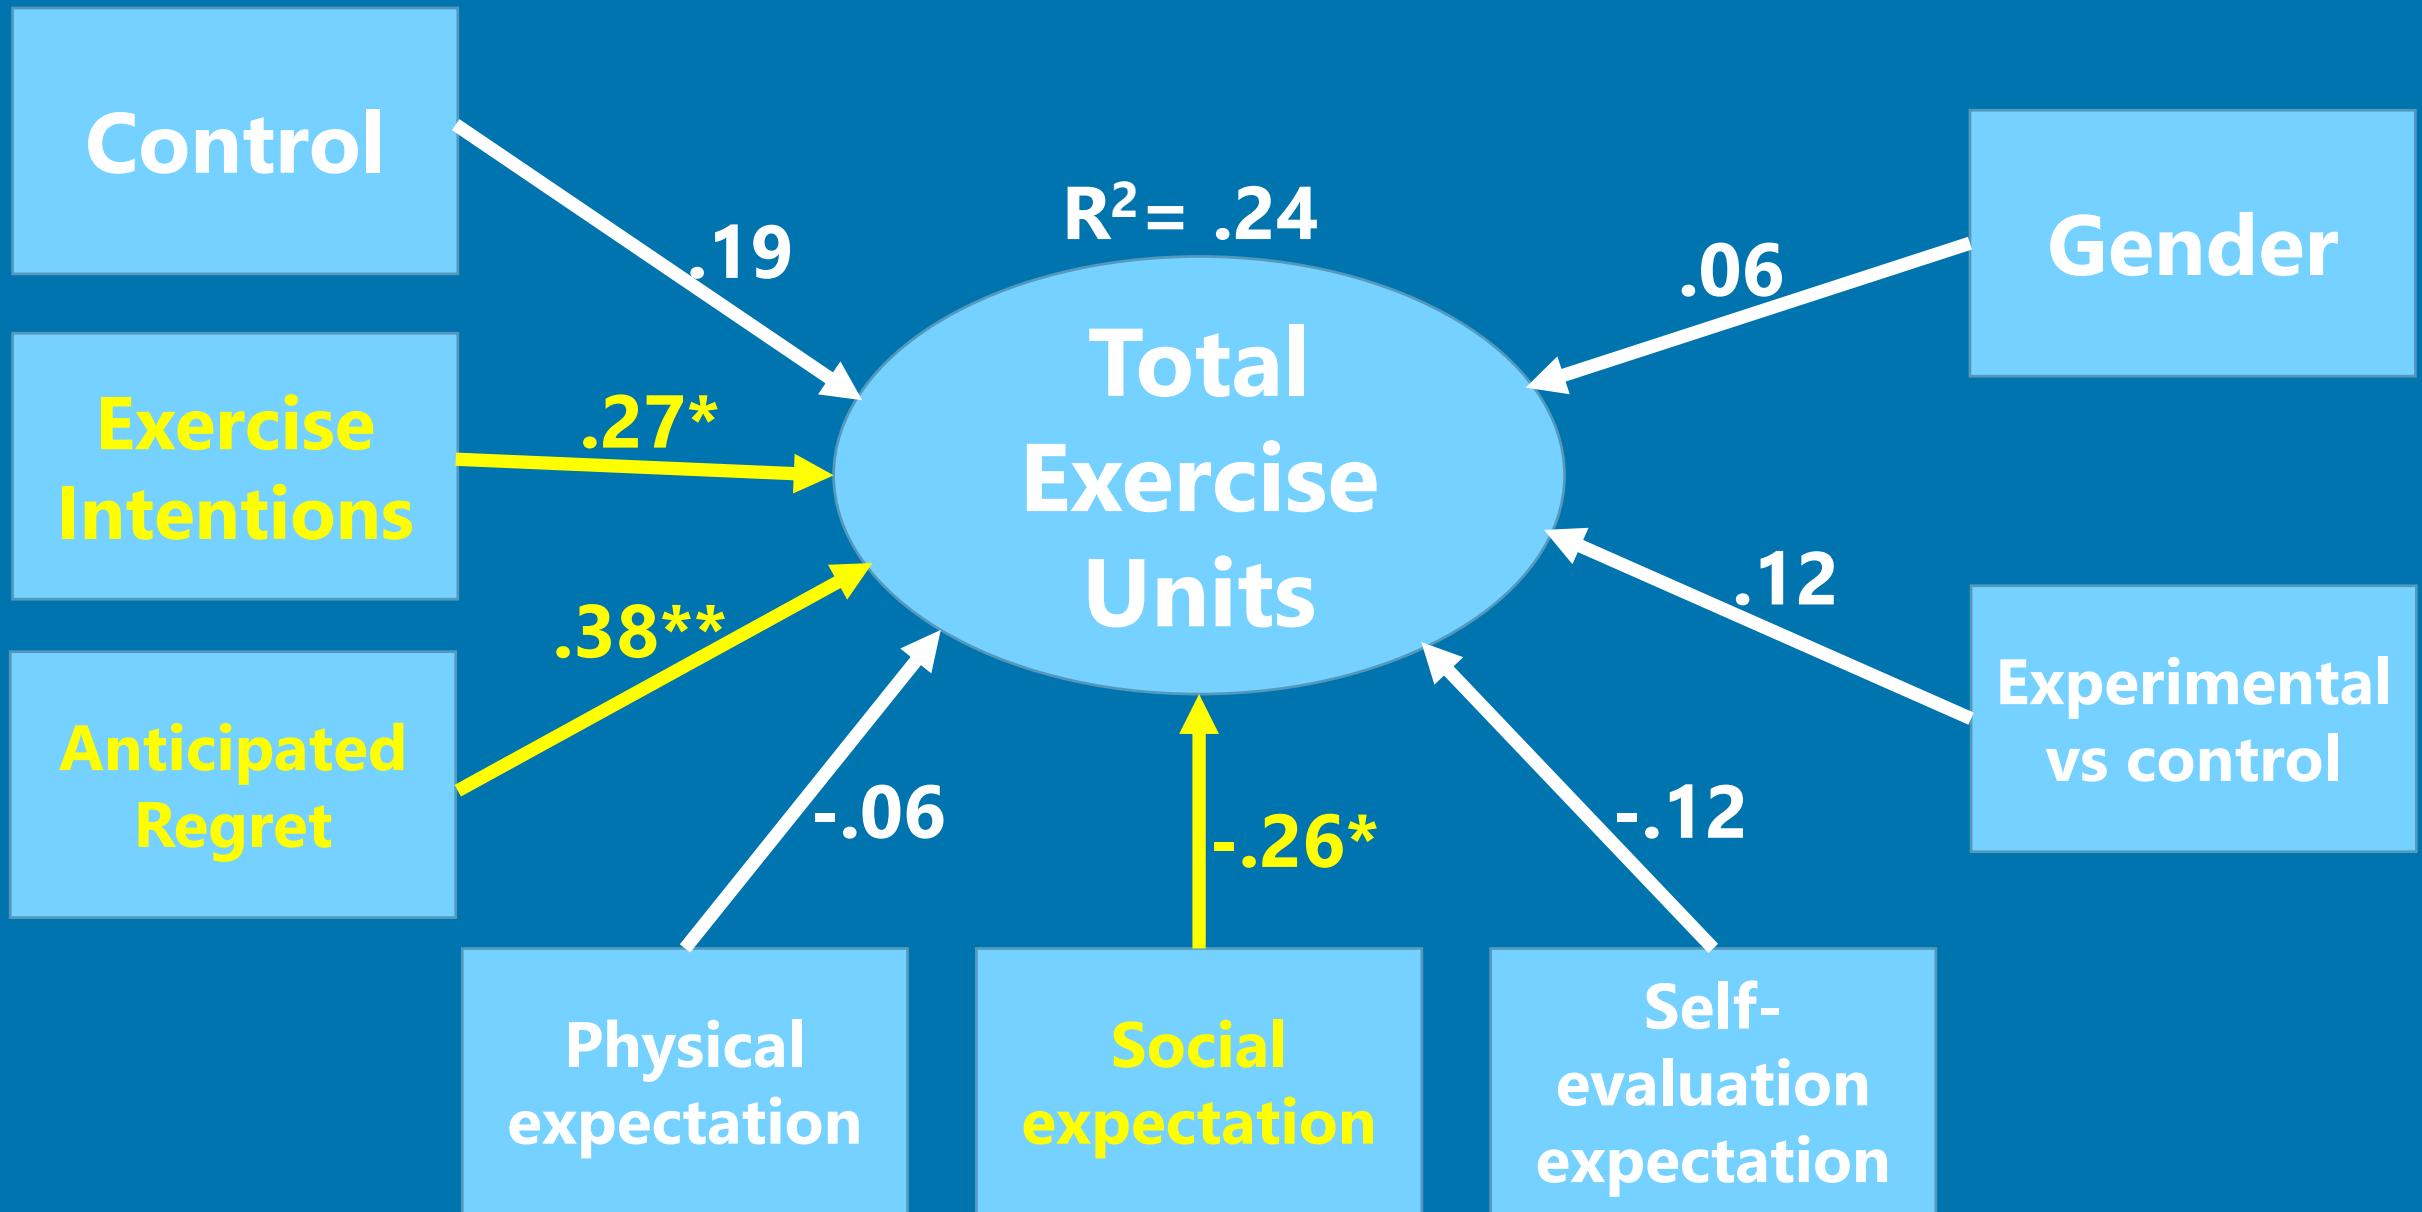 Control
R²= .24
.19
.06
Gender
Exercise
Intentions
.27*
Total
Exercise
Units
.38**
.12
Anticipated
Regret
Experimental
vs control
-.06
-.26*
-.12
Physical
expectation
Social
expectation
Self-
evaluation
expectation